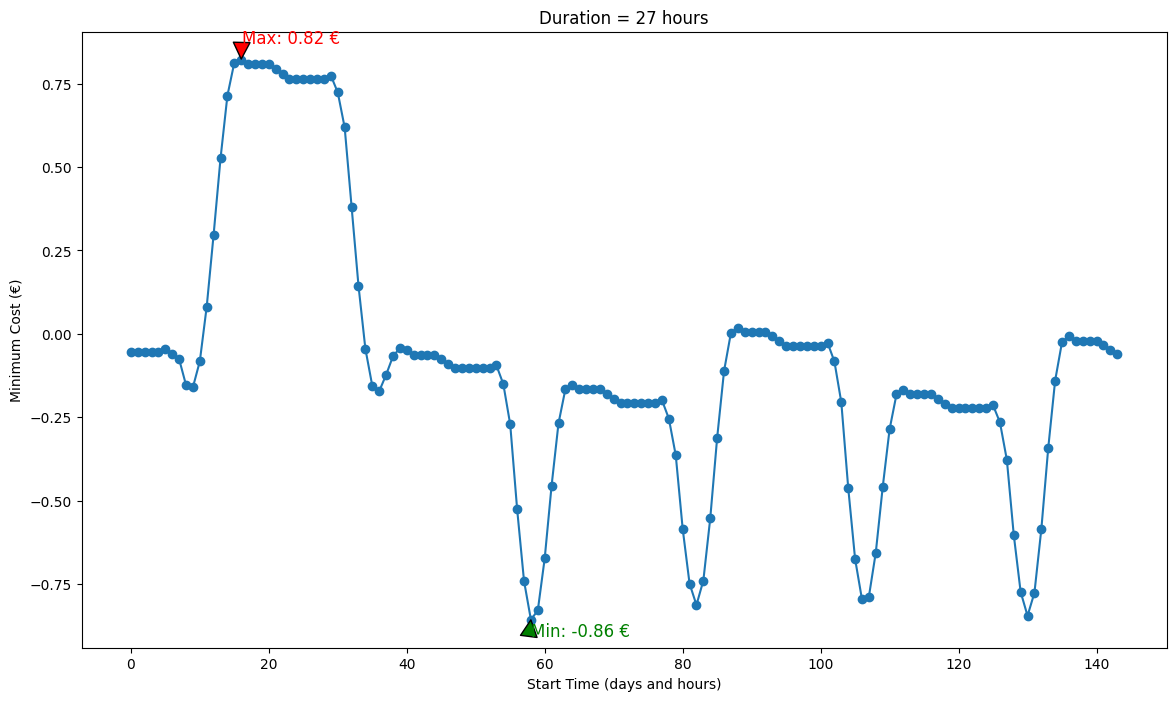 Duration = 27 hours
Max: 0.82 €
0.75
0.50
0.25
0.00
−0.25
−0.50
−0.75
Minimum Cost (€)
Min: -0.86 €
0 20 40 60 80 100 120 140
Start Time (days and hours)